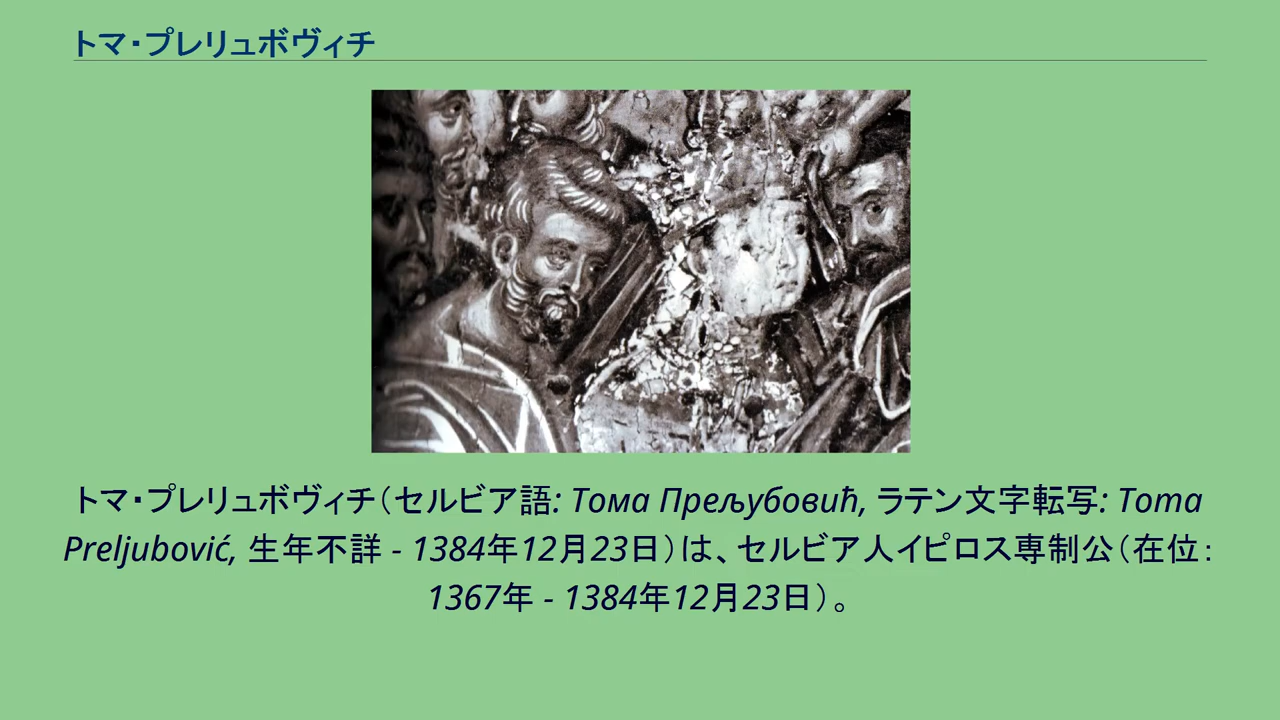 トマ・プレリュボヴィチ
トマ・プレリュボヴィチ（セルビア語: Тома Прељубовић, ラテン文字転写: Toma
Preljubović, 生年不詳 - 1384年12月23日）は、セルビア人イピロス専制公（在位：
1367年 - 1384年12月23日）。